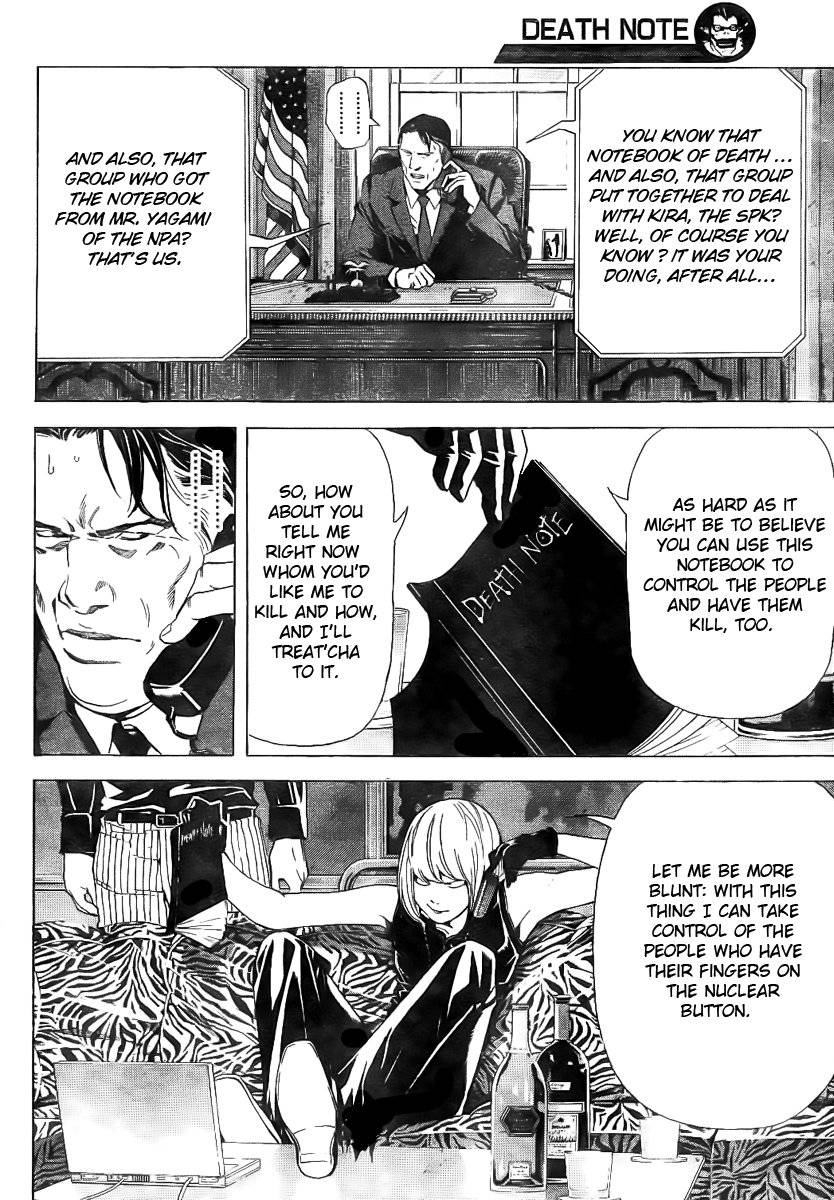 DEATH NOTE
YOU KNOW THAT
NOTEBOOK OF DEATH...
AND ALSO, THAT GROUP
PUT TOGETHER TO DEAL
WITH KIRA, THE SPK?
WELL, OF COURSE YOU
KNOW ? IT WAS YOUR
DOING, AFTER ALL...
AND ALSO, THAT
GROUP WHO GOT
THE NOTEBOOK
FROM MR. YAGAMI
OF THE NPA?
THAT'S US.
AS HARD AS IT
MIGHT BE TO BELIEVE
YOU CAN USE THIS
NOTEBOOK TO
CONTROL THE PEOPLE
AND HAVE THEM
KILL, TOO.
DEATH NOTE
SO, HOW
ABOUT YOU
TELL ME
RIGHT NOW
WHOM YOU'D
LIKE ME TO
KILL AND HOW,
AND I'LL
TREAT'CHA
TO IT.
LET ME BE MORE
BLUNT: WITH THIS
THING I CAN TAKE
CONTROL OF THE
PEOPLE WHO HAVE
THEIR FINGERS ON
THE NUCLEAR
BUTTON.
DEATH NOTE